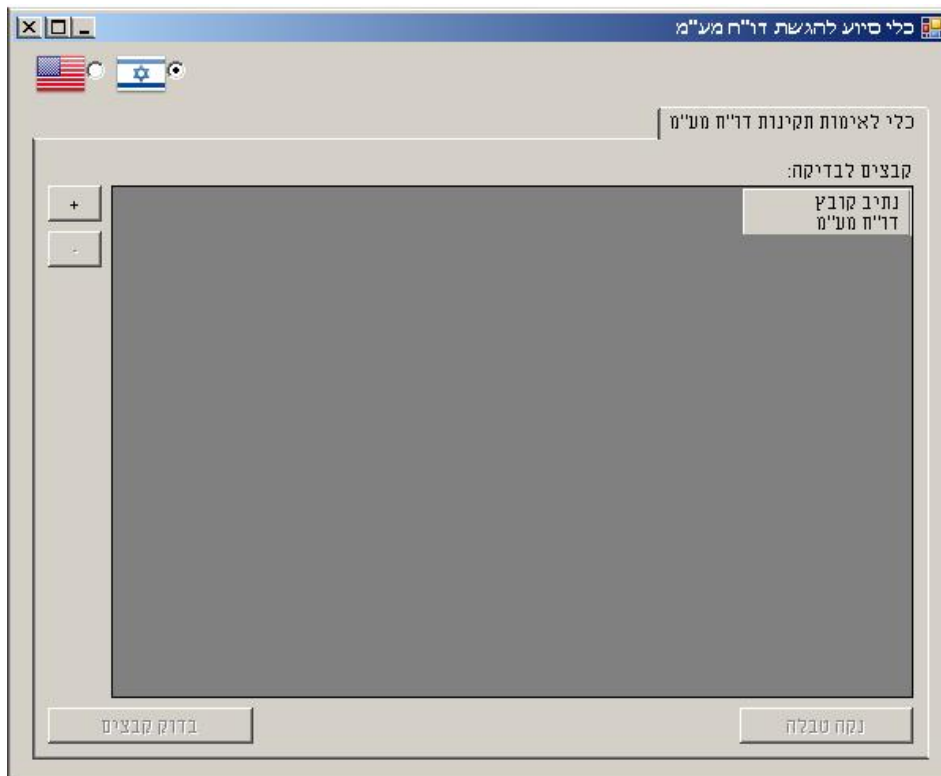 כלי סיוע להגשת דו"ח מע"מ
כלי לאימות תקינות דו"ח מע"מ
קבצים לבדיקה:
נתיב קובץ
דו"ח מע"מ
+
-
נקה טבלה
בדוק קבצים